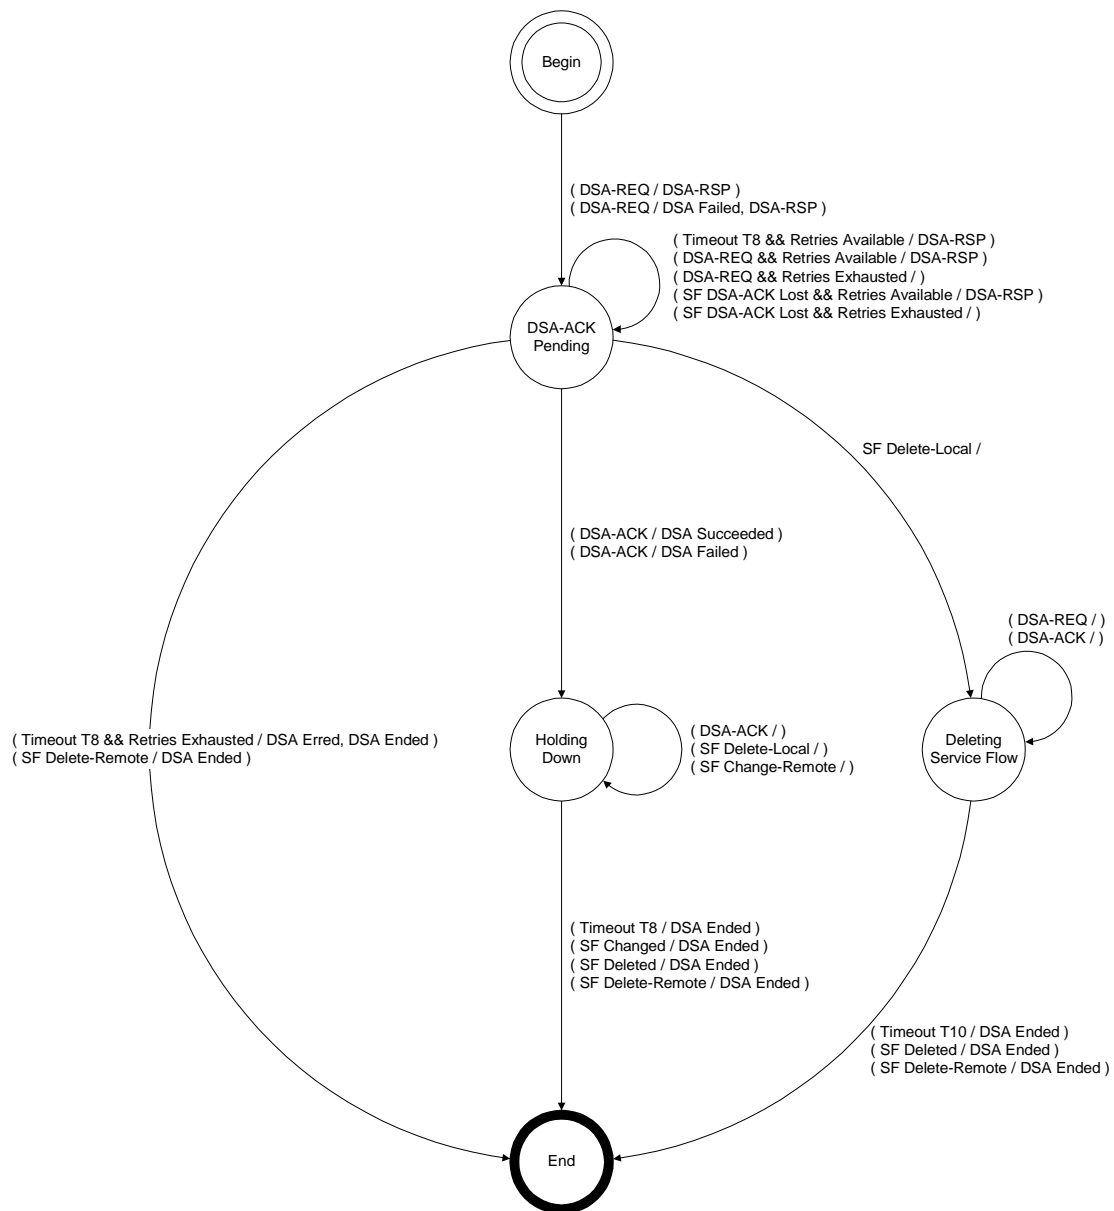 Begin
( DSA-REQ / DSA-RSP )
( DSA-REQ / DSA Failed, DSA-RSP )
( Timeout T8 && Retries Available / DSA-RSP )
( DSA-REQ && Retries Available / DSA-RSP )
( DSA-REQ && Retries Exhausted / )
( SF DSA-ACK Lost && Retries Available / DSA-RSP )
( SF DSA-ACK Lost && Retries Exhausted / )
DSA-ACK
Pending
SF Delete-Local /
( DSA-ACK / DSA Succeeded )
( DSA-ACK / DSA Failed )
( DSA-REQ / )
( DSA-ACK / )
( Timeout T8 && Retries Exhausted / DSA Erred, DSA Ended )
( SF Delete-Remote / DSA Ended )
Holding
Down
( DSA-ACK / )
( SF Delete-Local / )
( SF Change-Remote / )
Deleting
Service Flow
( Timeout T8 / DSA Ended )
( SF Changed / DSA Ended )
( SF Deleted / DSA Ended )
( SF Delete-Remote / DSA Ended )
( Timeout T10 / DSA Ended )
( SF Deleted / DSA Ended )
( SF Delete-Remote / DSA Ended )
End